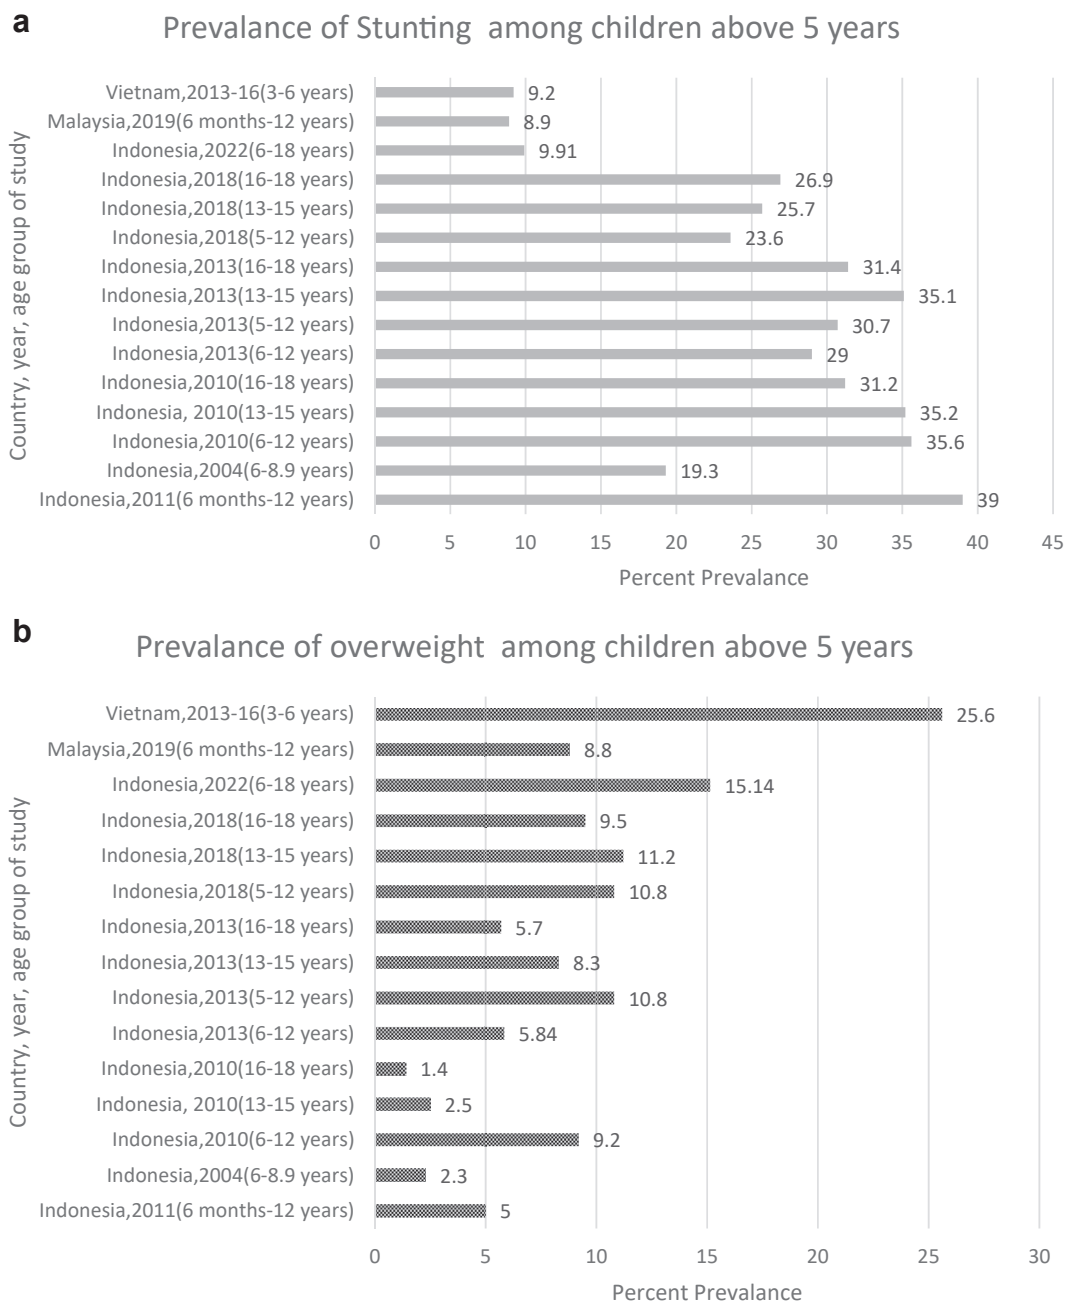 a
Prevalance of Stunting among children above 5 years
Country, year, age group of study
Vietnam,2013-16(3-6 years) 9.2
Malaysia,2019(6 months-12 years) 8.9
Indonesia,2022(6-18 years) 9.91
Indonesia,2018(16-18 years) 26.9
Indonesia,2018(13-15 years) 25.7
Indonesia,2018(5-12 years) 23.6
Indonesia,2013(16-18 years) 31.4
Indonesia,2013(13-15 years) 35.1
Indonesia,2013(5-12 years) 30.7
Indonesia,2013(6-12 years) 29
Indonesia,2010(16-18 years) 31.2
Indonesia, 2010(13-15 years) 35.2
Indonesia,2010(6-12 years) 35.6
Indonesia,2004(6-8.9 years) 19.3
Indonesia,2011(6 months-12 years) 39
0 5 10 15 20 25 30 35 40 45
Percent Prevalance
b
Prevalance of overweight among children above 5 years
Country, year, age group of study
Vietnam,2013-16(3-6 years) 25.6
Malaysia,2019(6 months-12 years) 8.8
Indonesia,2022(6-18 years) 15.14
Indonesia,2018(16-18 years) 9.5
Indonesia,2018(13-15 years) 11.2
Indonesia,2018(5-12 years) 10.8
Indonesia,2013(16-18 years) 5.7
Indonesia,2013(13-15 years) 8.3
Indonesia,2013(5-12 years) 10.8
Indonesia,2013(6-12 years) 5.84
Indonesia,2010(16-18 years) 1.4
Indonesia, 2010(13-15 years) 2.5
Indonesia,2010(6-12 years) 9.2
Indonesia,2004(6-8.9 years) 2.3
Indonesia,2011(6 months-12 years) 5
0 5 10 15 20 25 30
Percent Prevalance